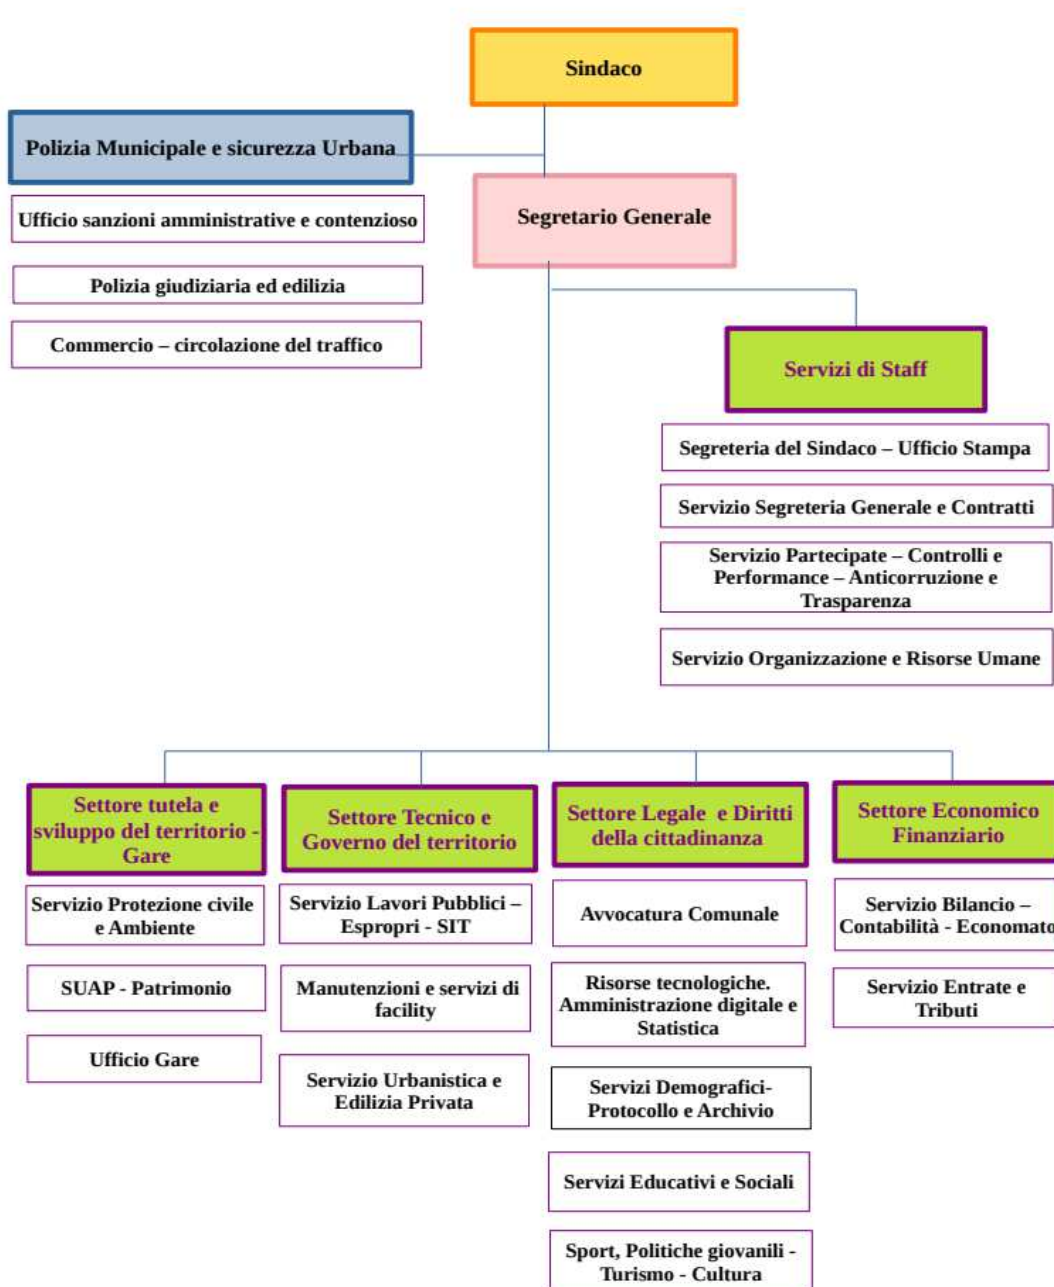 Sindaco
Polizia Municipale e sicurezza Urbana
Ufficio sanzioni amministrative e contenzioso
Polizia giudiziaria ed edilizia
Commercio – circolazione del traffico
Segretario Generale
Servizi di Staff
Segreteria del Sindaco – Ufficio Stampa
Servizio Segreteria Generale e Contratti
Servizio Partecipate – Controlli e
Performance – Anticorruzione e
Trasparenza
Servizio Organizzazione e Risorse Umane
Settore tutela e
sviluppo del territorio -
Gare
Servizio Protezione civile
e Ambiente
SUAP - Patrimonio
Ufficio Gare
Settore Tecnico e
Governo del territorio
Servizio Lavori Pubblici –
Espropri - SIT
Manutenzioni e servizi di
facility
Servizio Urbanistica e
Edilizia Privata
Settore Legale e Diritti
della cittadinanza
Avvocatura Comunale
Risorse tecnologiche.
Amministrazione digitale e
Statistica
Servizi Demografici-
Protocollo e Archivio
Servizi Educativi e Sociali
Sport, Politiche giovanili -
Turismo - Cultura
Settore Economico
Finanziario
Servizio Bilancio –
Contabilità - Economato
Servizio Entrate e
Tributi